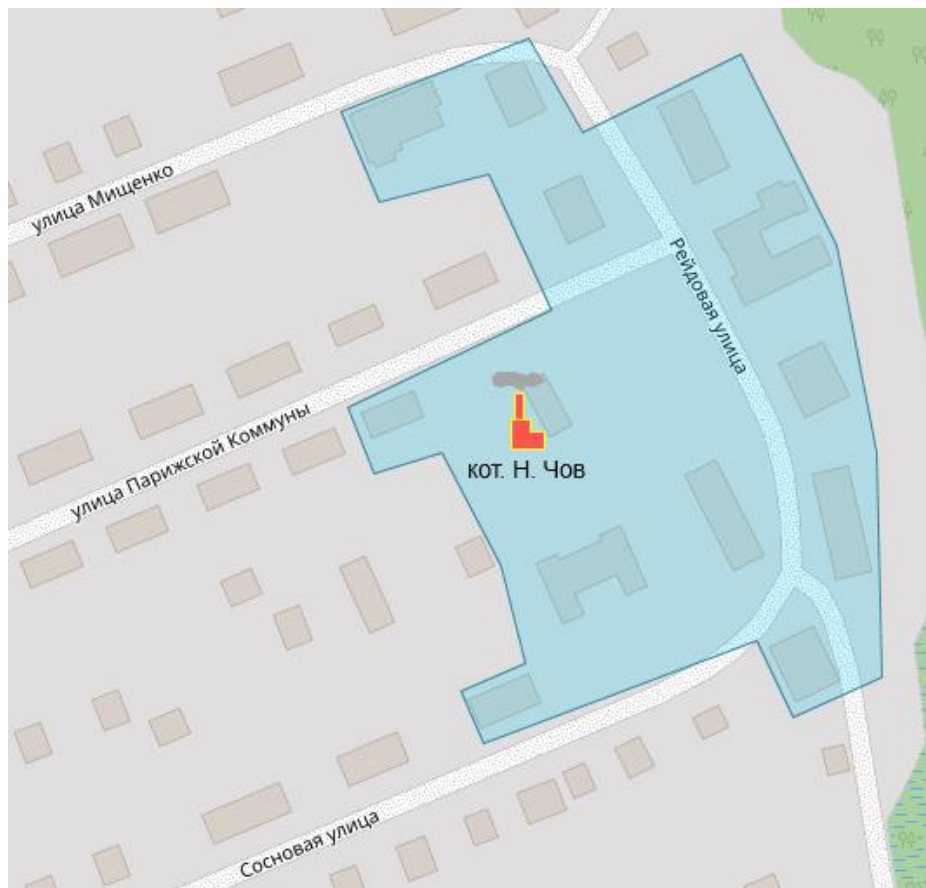 улица Мищенко
Рейдовая улица
улица Парижской Коммуны
кот. Н. Чов
Сосновая улица